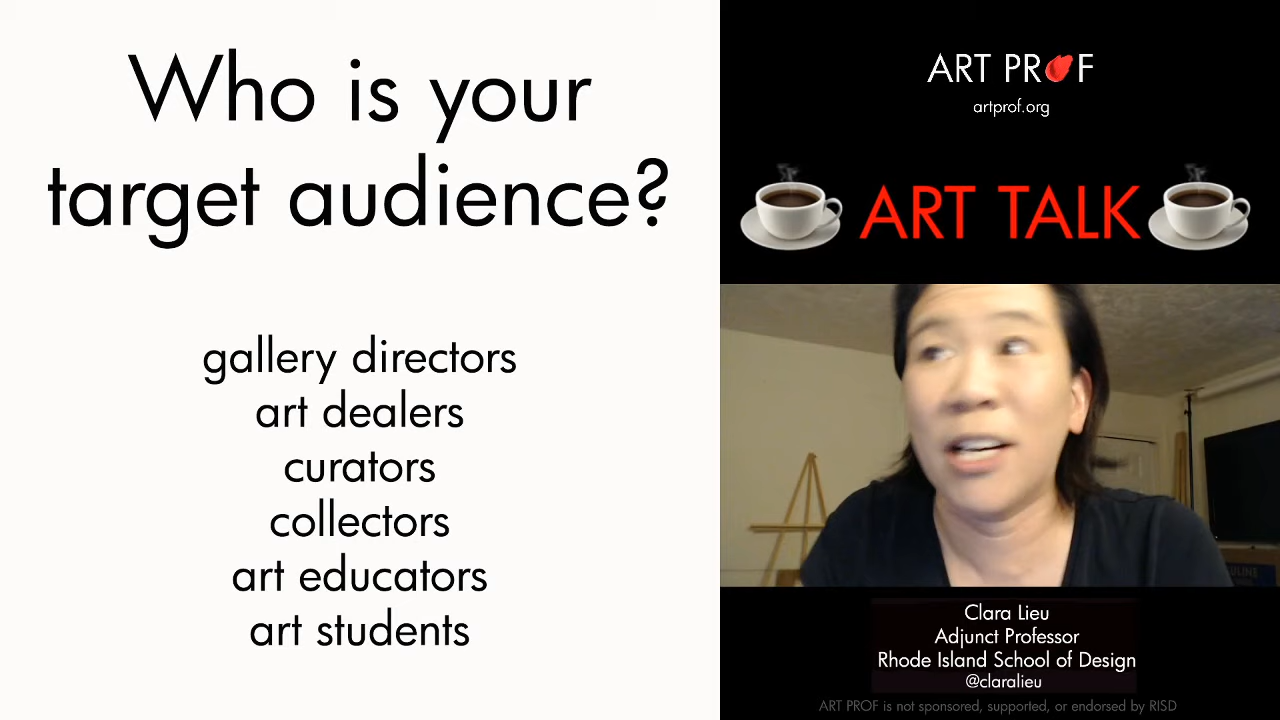 Who is your
target audience?
gallery directors
art dealers
curators
collectors
art educators
art students
ART PROF
artprof.org
ART TALK
Clara Lieu
Adjunct Professor
Rhode Island School of Design
@claralieu
ART PROF is not sponsored, supported, or endorsed by RISD